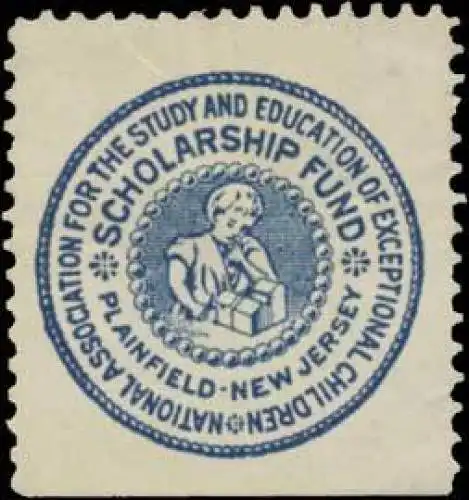 NATIONAL ASSOCIATION FOR THE STUDY AND EDUCATION OF EXCEPTIONAL CHILDREN
SCHOLARSHIP FUND
PLAINFIELD - NEW JERSEY